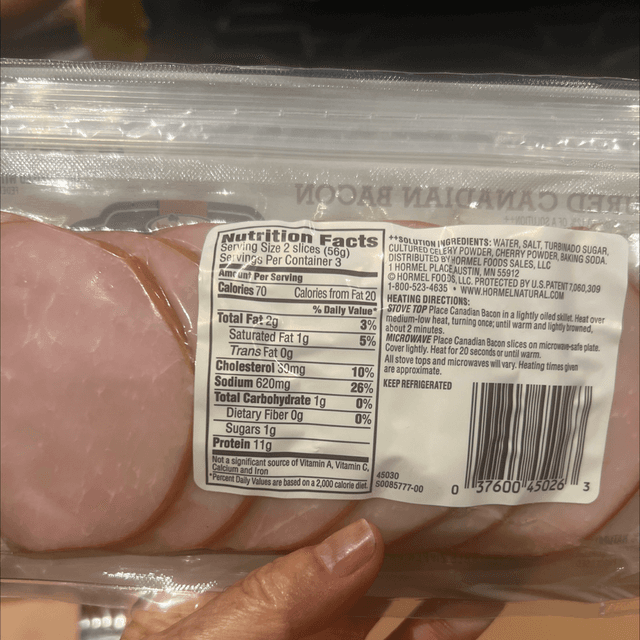 URED CANADIAN BACON
OF A SOLUTION**
Nutrition Facts
Serving Size 2 slices (56g)
Servings Per Container 3
Amount Per Serving
Calories 70 Calories from Fat 20
% Daily Value*
Total Fat 2g 3%
Saturated Fat 1g 5%
Trans Fat 0g
Cholesterol 30mg 10%
Sodium 620mg 26%
Total Carbohydrate 1g 0%
Dietary Fiber 0g 0%
Sugars 1g
Protein 11g
Not a significant source of Vitamin A, Vitamin C,
Calcium and Iron
*Percent Daily Values are based on a 2,000 calorie diet.
**SOLUTION INGREDIENTS: WATER, SALT, TURBINADO SUGAR,
CULTURED CELERY POWDER, CHERRY POWDER, BAKING SODA.
DISTRIBUTED BY HORMEL FOODS SALES, LLC
1 HORMEL PLACE AUSTIN, MN 55912
© HORMEL FOODS, LLC. PROTECTED BY U.S. PATENT 7,060,309
1-800-523-4635 • WWW.HORMELNATURAL.COM
HEATING DIRECTIONS:
STOVE TOP Place Canadian Bacon in a lightly oiled skillet. Heat over
medium-low heat, turning once; until warm and lightly browned,
about 2 minutes.
MICROWAVE Place Canadian Bacon slices on microwave-safe plate.
Cover lightly. Heat for 20 seconds or until warm.
All stove tops and microwaves will vary. Heating times given
are approximate.
KEEP REFRIGERATED
45030
S0085777-00
0 37600 45026 3